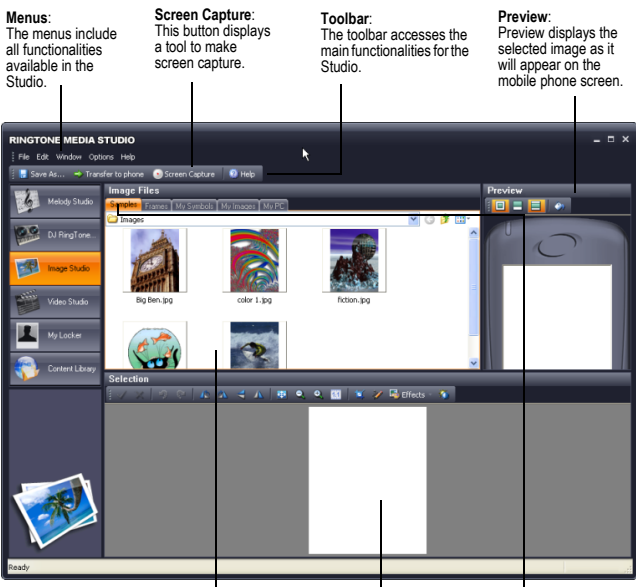 Menus:
The menus include
all functionalities
available in the
Studio.
Screen Capture:
This button displays
a tool to make
screen capture.
Toolbar:
The toolbar accesses the
main functionalities for the
Studio.
Preview:
Preview displays the
selected image as it
will appear on the
mobile phone screen.
RINGTONE MEDIA STUDIO
File Edit Window Options Help
Save As... Transfer to phone Screen Capture Help
Melody Studio
DJ RingTone...
Image Studio
Video Studio
My Locker
Content Library
Image Files
Samples Frames My Symbols My Images My PC
Images
Big Ben.jpg color 1.jpg fiction.jpg
Preview
Selection
1:1 Effects
Ready